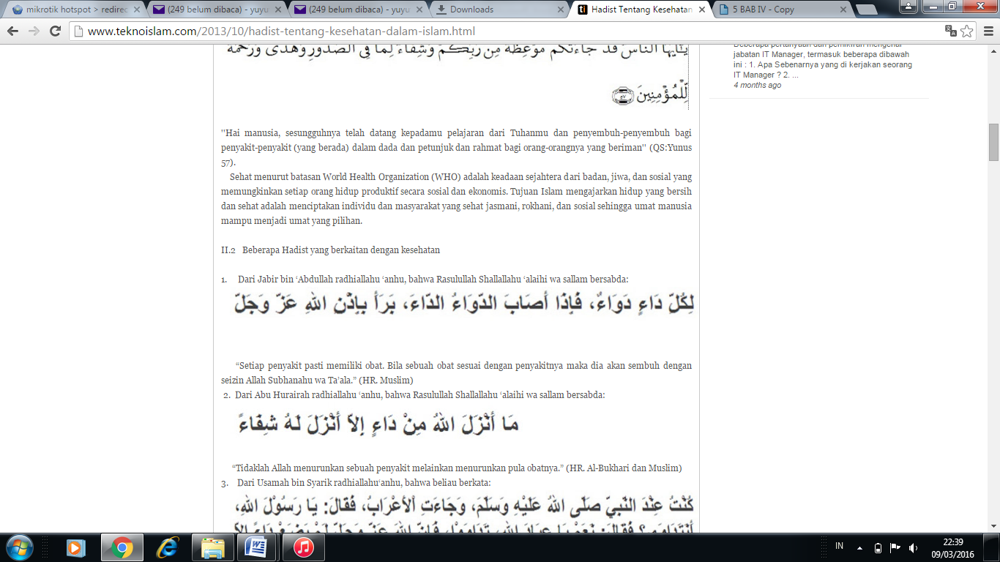 mikrotik hotspot > redirec
(249 belum dibaca) - yuyu
(249 belum dibaca) - yuyu
Downloads
Hadist Tentang Kesehatan
5 BAB IV - Copy
www.teknoislam.com/2013/10/hadist-tentang-kesehatan-dalam-islam.html
يَٰٓأَيُّهَا ٱلنَّاسُ قَدْ جَآءَتْكُم مَّوْعِظَةٌ مِّن رَّبِّكُمْ وَشِفَآءٌ لِّمَا فِى ٱلصُّدُورِ وَهُدًى وَرَحْمَةٌ
لِّلْمُؤْمِنِينَ ٥٧
"Hai manusia, sesungguhnya telah datang kepadamu pelajaran dari Tuhanmu dan penyembuh-penyembuh bagi
penyakit-penyakit (yang berada) dalam dada dan petunjuk dan rahmat bagi orang-orangnya yang beriman" (QS:Yunus
57).
Sehat menurut batasan World Health Organization (WHO) adalah keadaan sejahtera dari badan, jiwa, dan sosial yang
memungkinkan setiap orang hidup produktif secara sosial dan ekonomis. Tujuan Islam mengajarkan hidup yang bersih
dan sehat adalah menciptakan individu dan masyarakat yang sehat jasmani, rokhani, dan sosial sehingga umat manusia
mampu menjadi umat yang pilihan.
II.2 Beberapa Hadist yang berkaitan dengan kesehatan
1. Dari Jabir bin ‘Abdullah radhiallahu ‘anhu, bahwa Rasulullah Shallallahu ‘alaihi wa sallam bersabda:
لِكُلِّ دَاءٍ دَوَاءٌ، فَإِذَا أَصَابَ الدَّوَاءُ الدَّاءَ، بَرَأَ بِإِذْنِ اللهِ عَزَّ وَجَلَّ
“Setiap penyakit pasti memiliki obat. Bila sebuah obat sesuai dengan penyakitnya maka dia akan sembuh dengan
seizin Allah Subhanahu wa Ta’ala.” (HR. Muslim)
2. Dari Abu Hurairah radhiallahu ‘anhu, bahwa Rasulullah Shallallahu ‘alaihi wa sallam bersabda:
مَا أَنْزَلَ اللهُ مِنْ دَاءٍ إِلاَّ أَنْزَلَ لَهُ شِفَاءً
“Tidaklah Allah menurunkan sebuah penyakit melainkan menurunkan pula obatnya.” (HR. Al-Bukhari dan Muslim)
3. Dari Usamah bin Syarik radhiallahu‘anhu, bahwa beliau berkata:
كُنْتُ عِنْدَ النَّبِيِّ صَلَّى اللهُ عَلَيْهِ وَسَلَّمَ، وَجَاءَتِ اْلأَعْرَابُ، فَقَالَ: يَا رَسُوْلَ اللهِ،
أَنَتَدَاوَى؟ فَقَالَ: نَعَمْ يَا عِبَادَ اللهِ، تَدَاوَوْا، فَإِنَّ اللهَ عَزَّ وَجَلَّ لَمْ يَضَعْ دَاءً إِلاَّ
Beberapa pertanyaan dan pemikiran mengenai
jabatan IT Manager, termasuk beberapa dibawah
ini : 1. Apa Sebenarnya yang di kerjakan seorang
IT Manager ? 2. ...
4 months ago
IN
22:39
09/03/2016